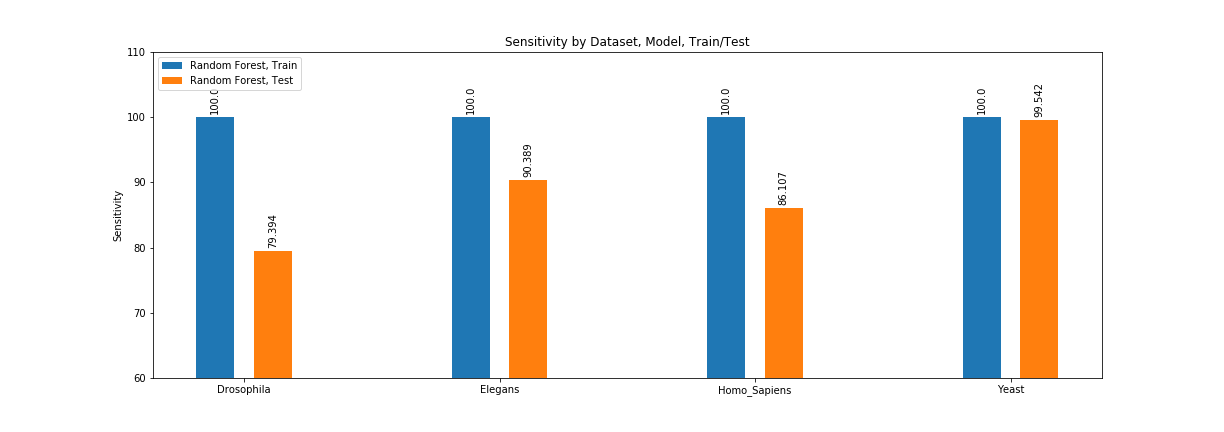 Sensitivity by Dataset, Model, Train/Test
110
100
90
80
70
60
Sensitivity
Random Forest, Train
Random Forest, Test
100.0
79.394
100.0
90.389
100.0
86.107
100.0
99.542
Drosophila
Elegans
Homo_Sapiens
Yeast